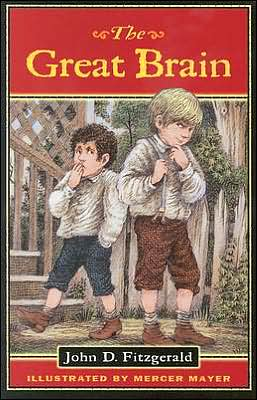 The
Great Brain
John D. Fitzgerald
ILLUSTRATED BY MERCER MAYER